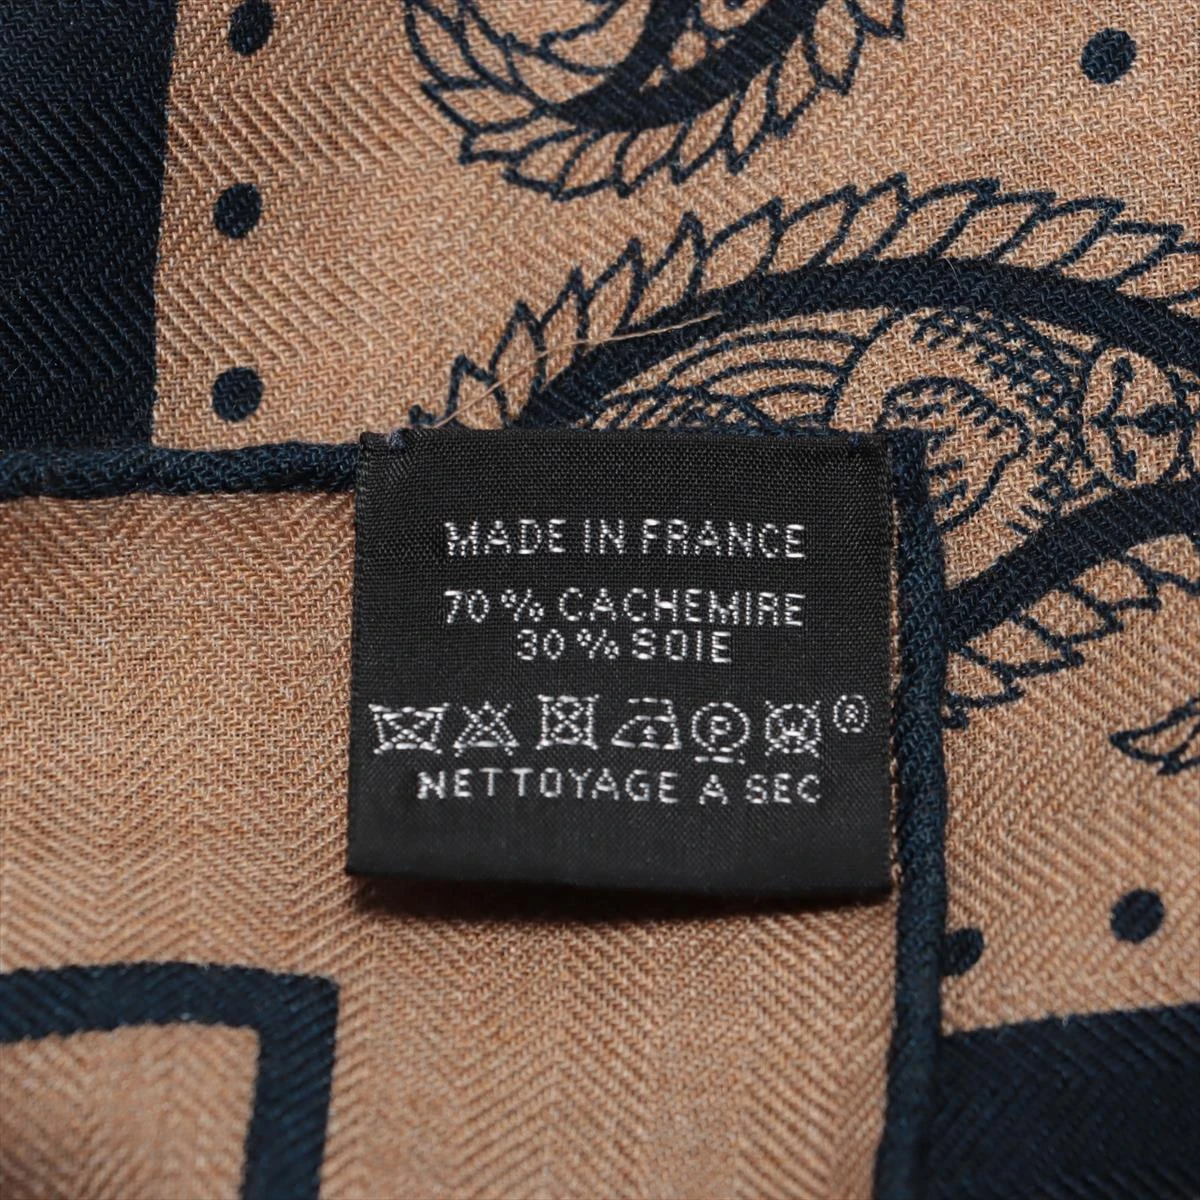 MADE IN FRANCE
70 % CACHEMIRE
30 % SOIE
P ®
NETTOYAGE A SEC